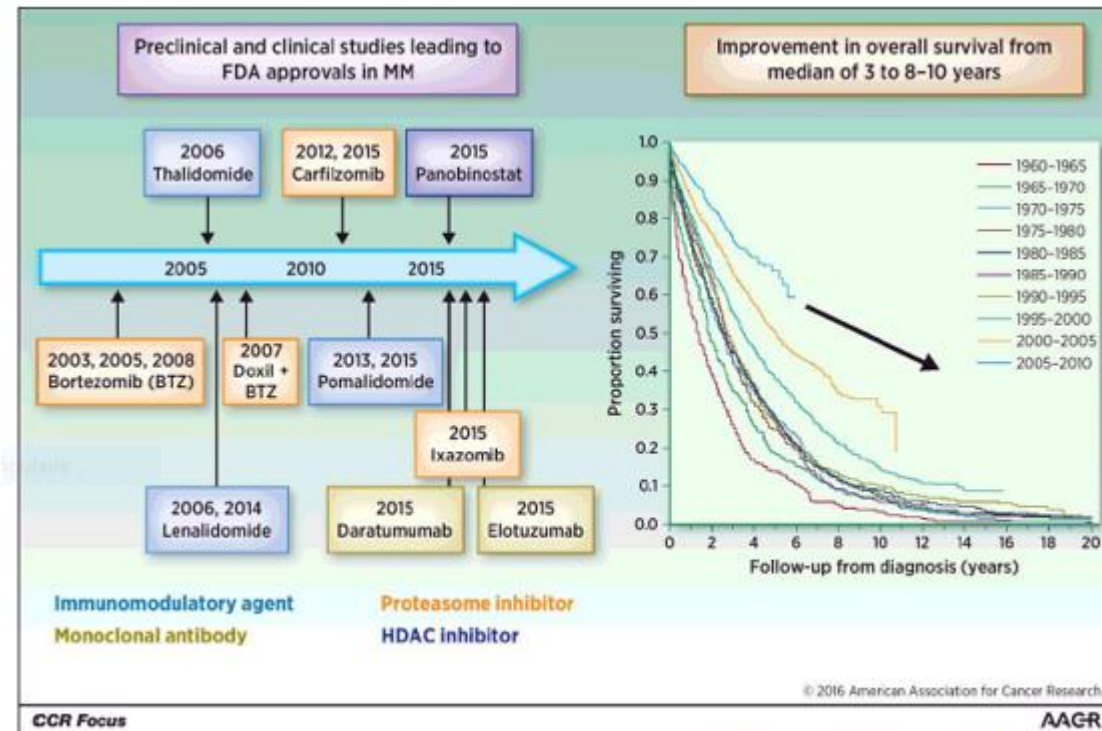 Preclinical and clinical studies leading to
FDA approvals in MM
Improvement in overall survival from
median of 3 to 8–10 years
2006
Thalidomide
2012, 2015
Carfilzomib
2015
Panobinostat
2005
2010
2015
2003, 2005, 2008
Bortezomib (BTZ)
2007
Doxil +
BTZ
2013, 2015
Pomalidomide
2015
Ixazomib
2006, 2014
Lenalidomide
2015
Daratumumab
2015
Elotuzumab
Immunomodulatory agent
Proteasome inhibitor
Monoclonal antibody
HDAC inhibitor
Proportion surviving
1.0
0.9
0.8
0.7
0.6
0.5
0.4
0.3
0.2
0.1
0.0
0 2 4 6 8 10 12 14 16 18 20
Follow-up from diagnosis (years)
1960–1965
1965–1970
1970–1975
1975–1980
1980–1985
1985–1990
1990–1995
1995–2000
2000–2005
2005–2010
© 2016 American Association for Cancer Research
CCR Focus
AACR